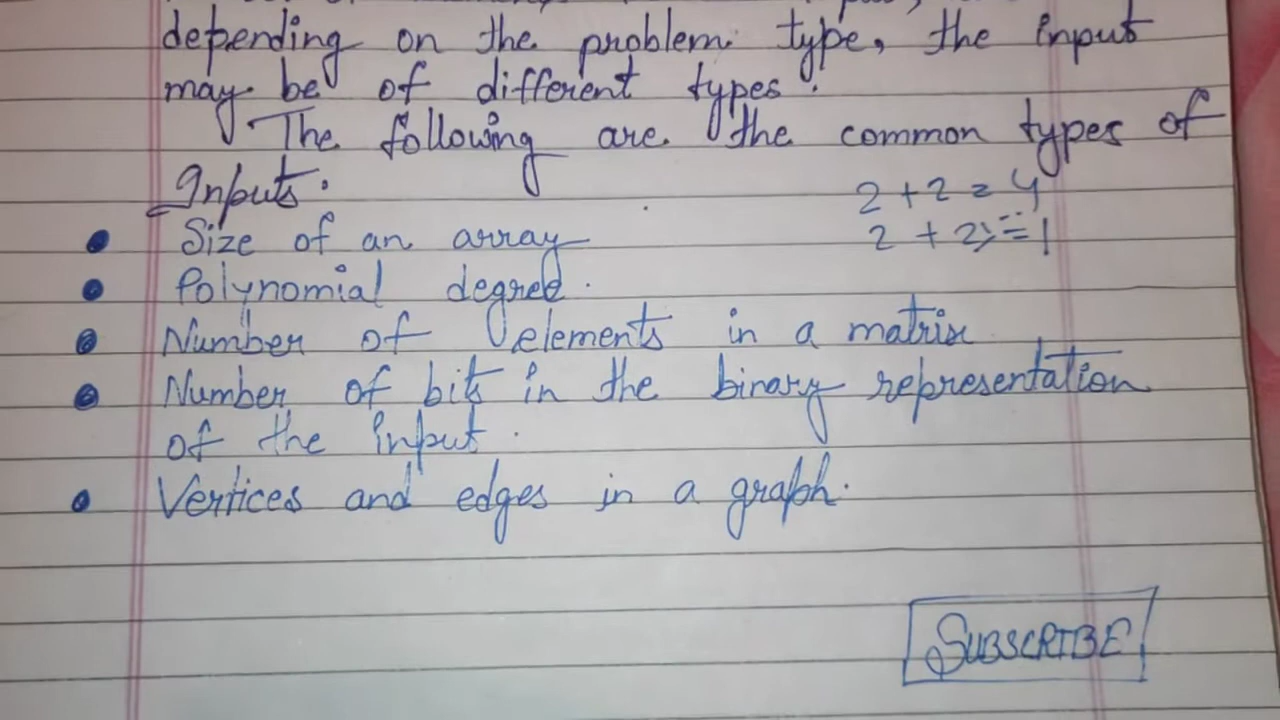 depending on the problem type, the input
may be of different types.
The following are the common types of
Inputs.
2 + 2 = 4
• Size of an array
• Polynomial degree.
• Number of elements in a matrix
• Number of bits in the binary representation
of the input.
• Vertices and edges in a graph.
SUBSCRIBE